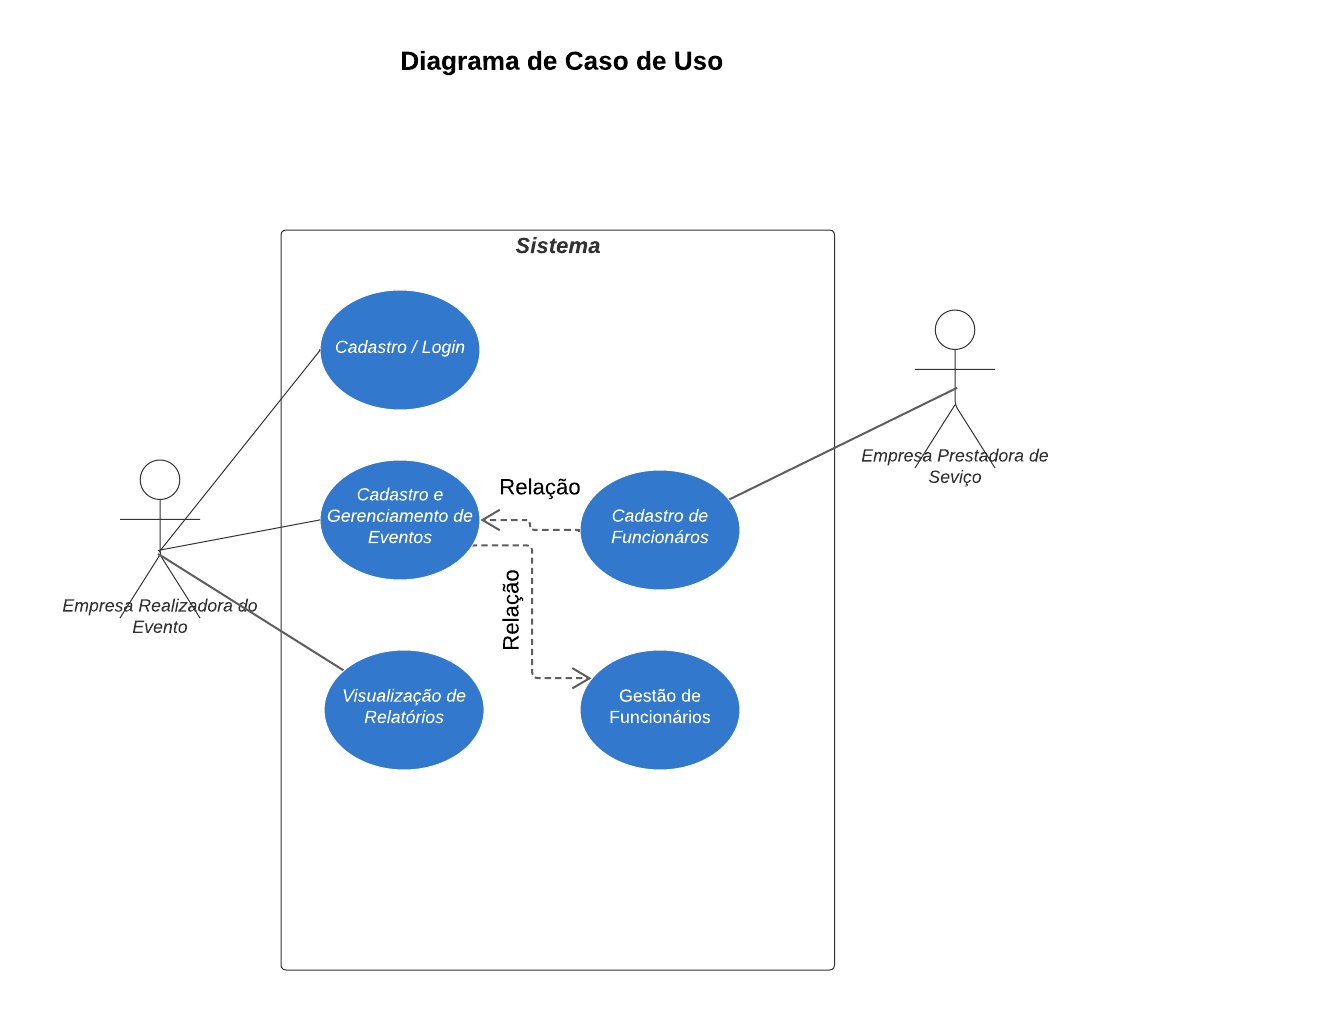 Diagrama de Caso de Uso
Sistema
Cadastro / Login
Cadastro e
Gerenciamento de
Eventos
Relação
Cadastro de
Funcionáros
Empresa Prestadora de
Seviço
Empresa Realizadora do
Evento
Relação
Visualização de
Relatórios
Gestão de
Funcionários